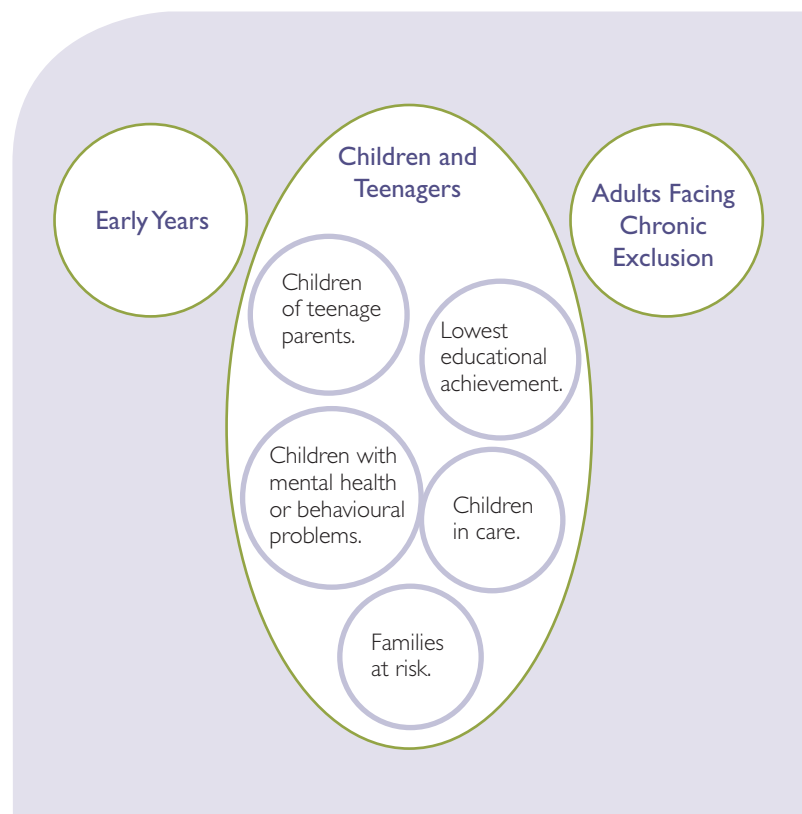 Early Years
Children and
Teenagers
Children
of teenage
parents.
Lowest
educational
achievement.
Children with
mental health
or behavioural
problems.
Children
in care.
Families
at risk.
Adults Facing
Chronic
Exclusion